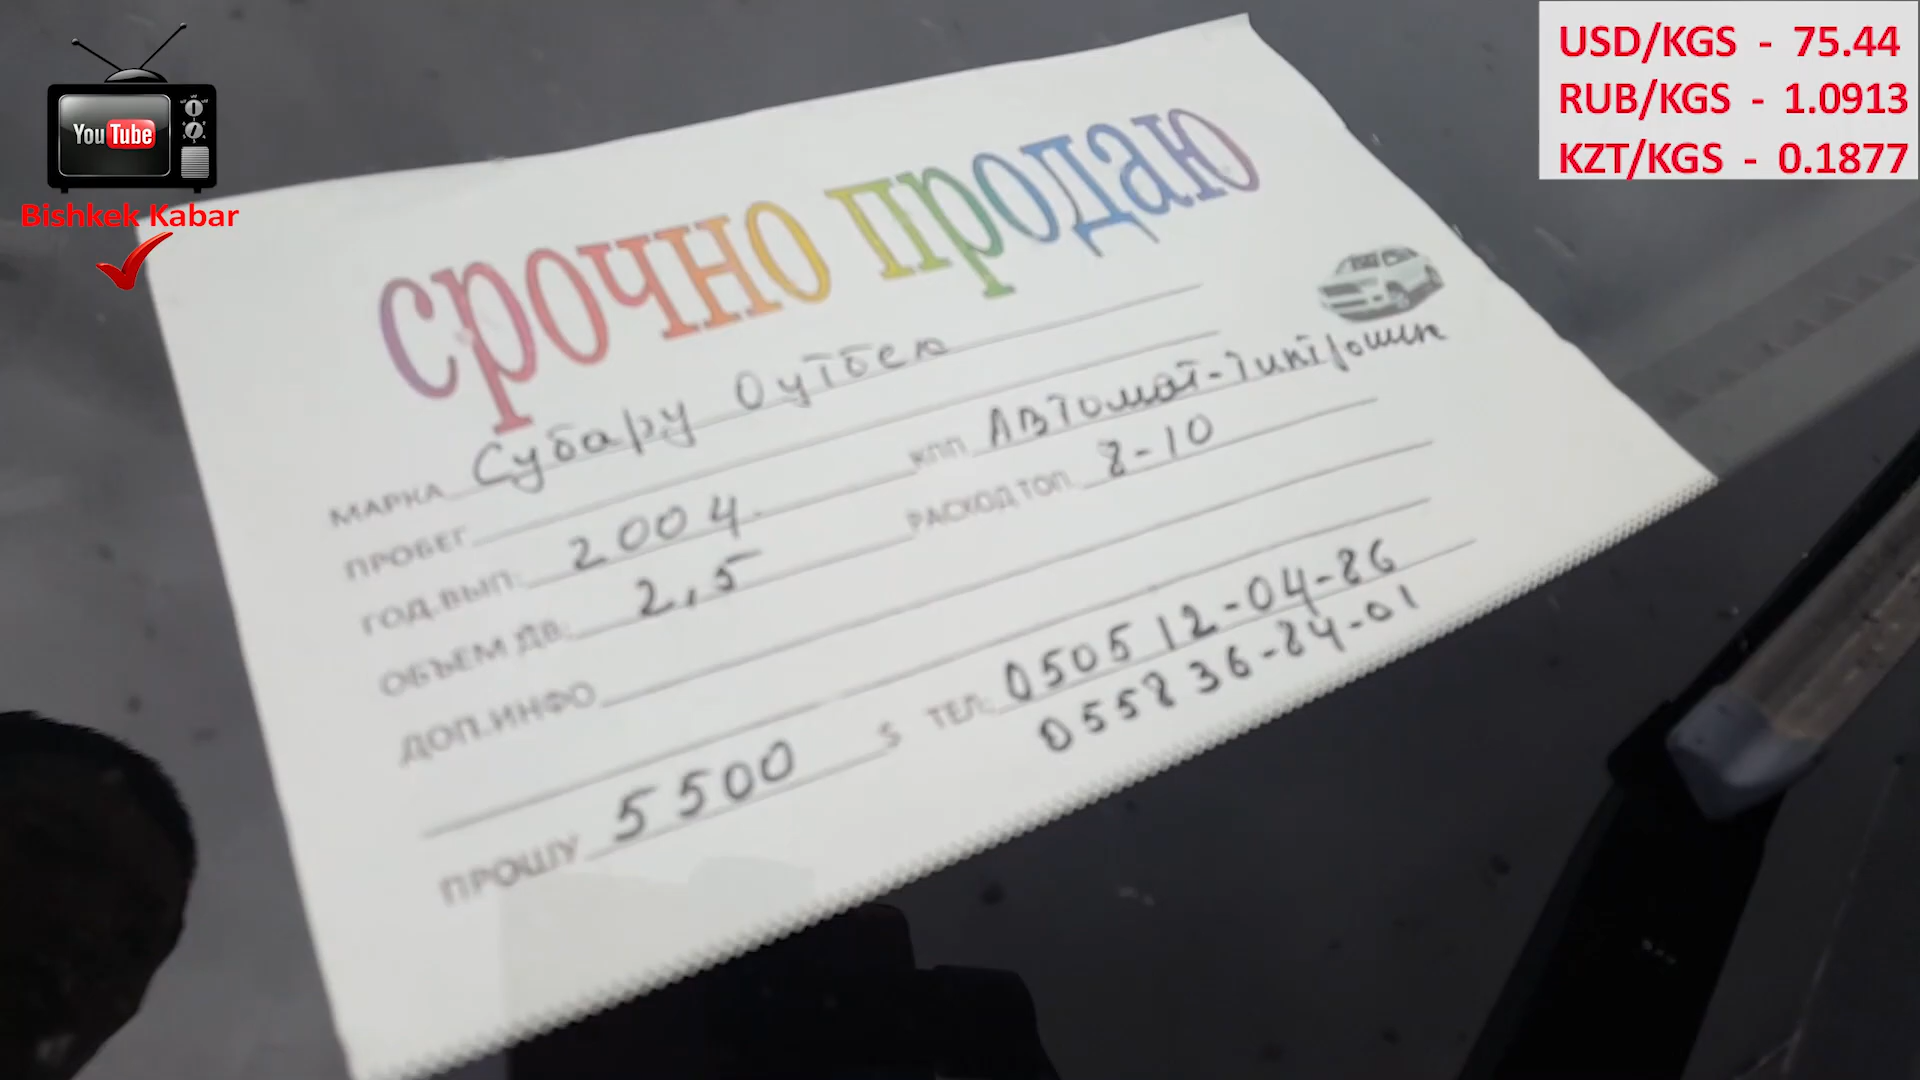 YouTube
Bishkek Kabar
USD/KGS - 75.44
RUB/KGS - 1.0913
KZT/KGS - 0.1877
срочно продаю
МАРКА Субару Оутбек
ПРОБЕГ КПП Автомат-типтроник
ГОД.ВЫП: 2004. РАСХОД ТОП. 8-10
ОБЪЕМ ДВ: 2,5
ДОП.ИНФО
ПРОШУ 5500 $ ТЕЛ: 0505 12-04-86
0558 36-84-01